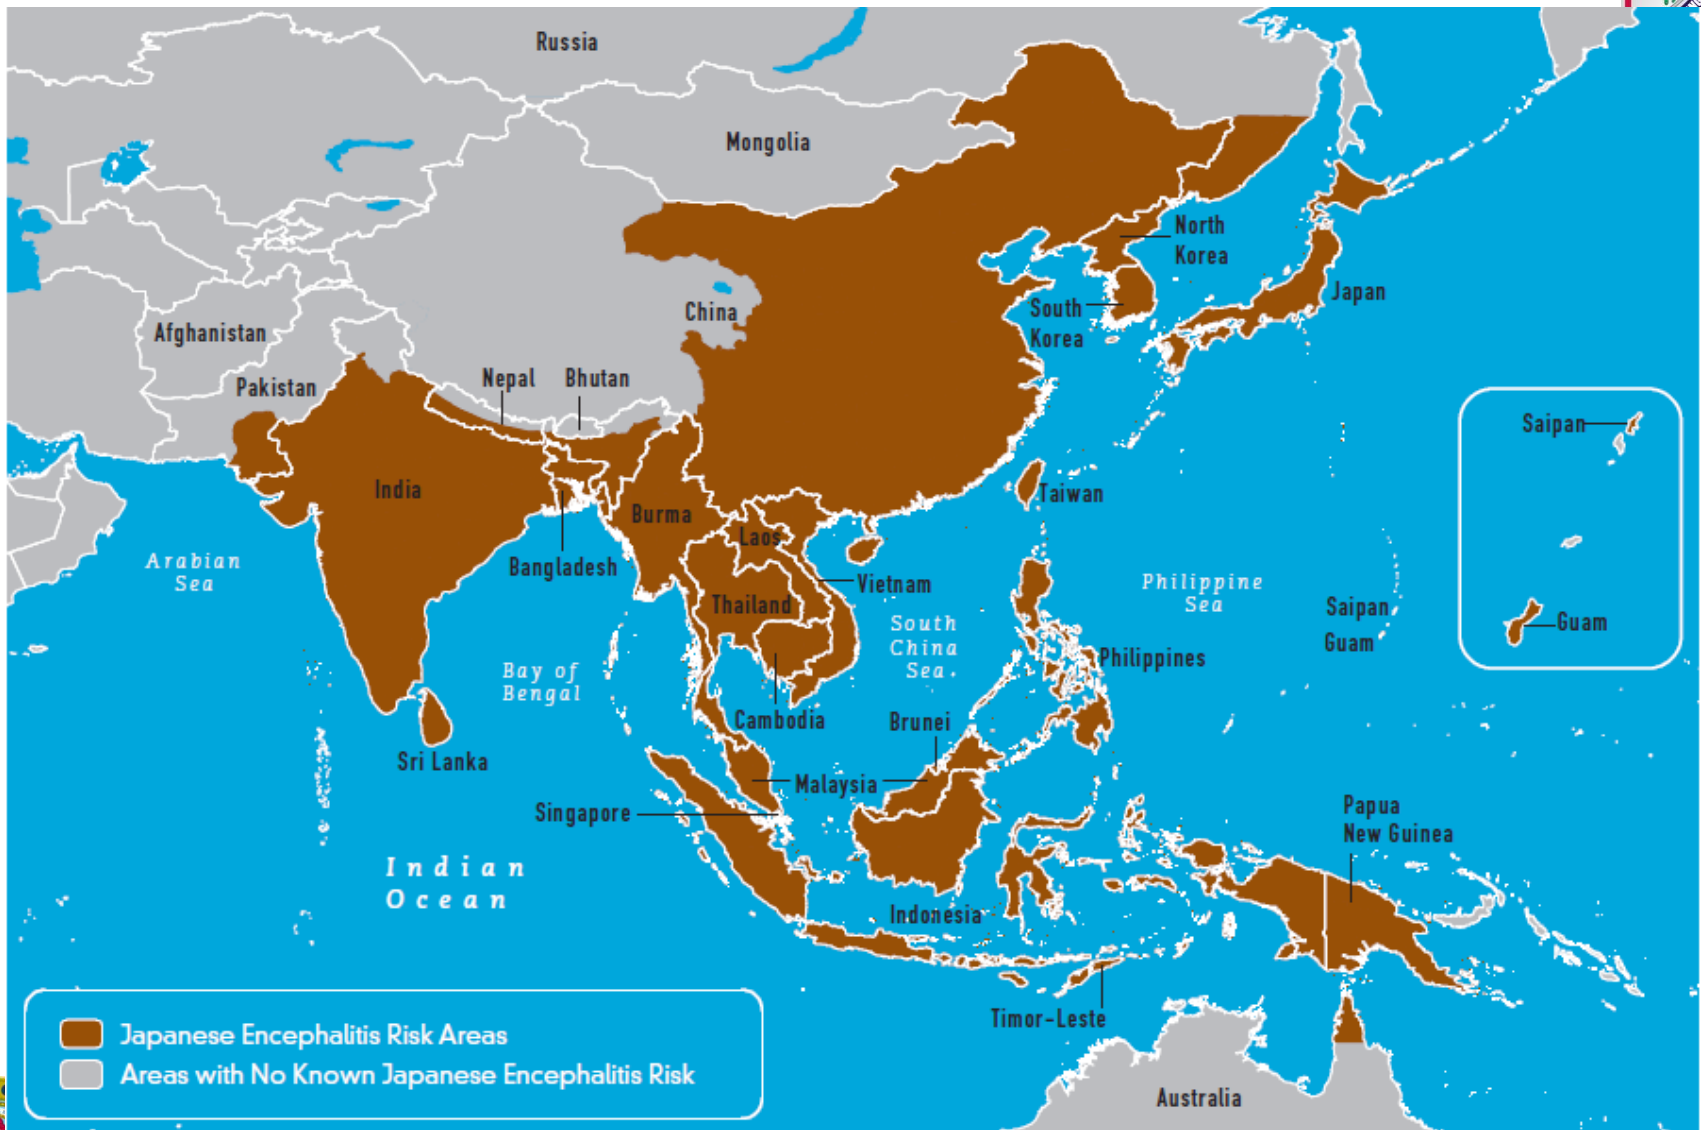 Russia
Mongolia
North
Korea
Japan
South
Korea
China
Afghanistan
Pakistan
Nepal
Bhutan
Saipan
India
Burma
Taiwan
Laos
Arabian
Sea
Bangladesh
Vietnam
Philippine
Sea
Thailand
Saipan
Guam
Guam
South
China
Sea
Bay of
Bengal
Philippines
Cambodia
Brunei
Sri Lanka
Malaysia
Singapore
Papua
New Guinea
Indian
Ocean
Indonesia
Timor-Leste
Japanese Encephalitis Risk Areas
Areas with No Known Japanese Encephalitis Risk
Australia